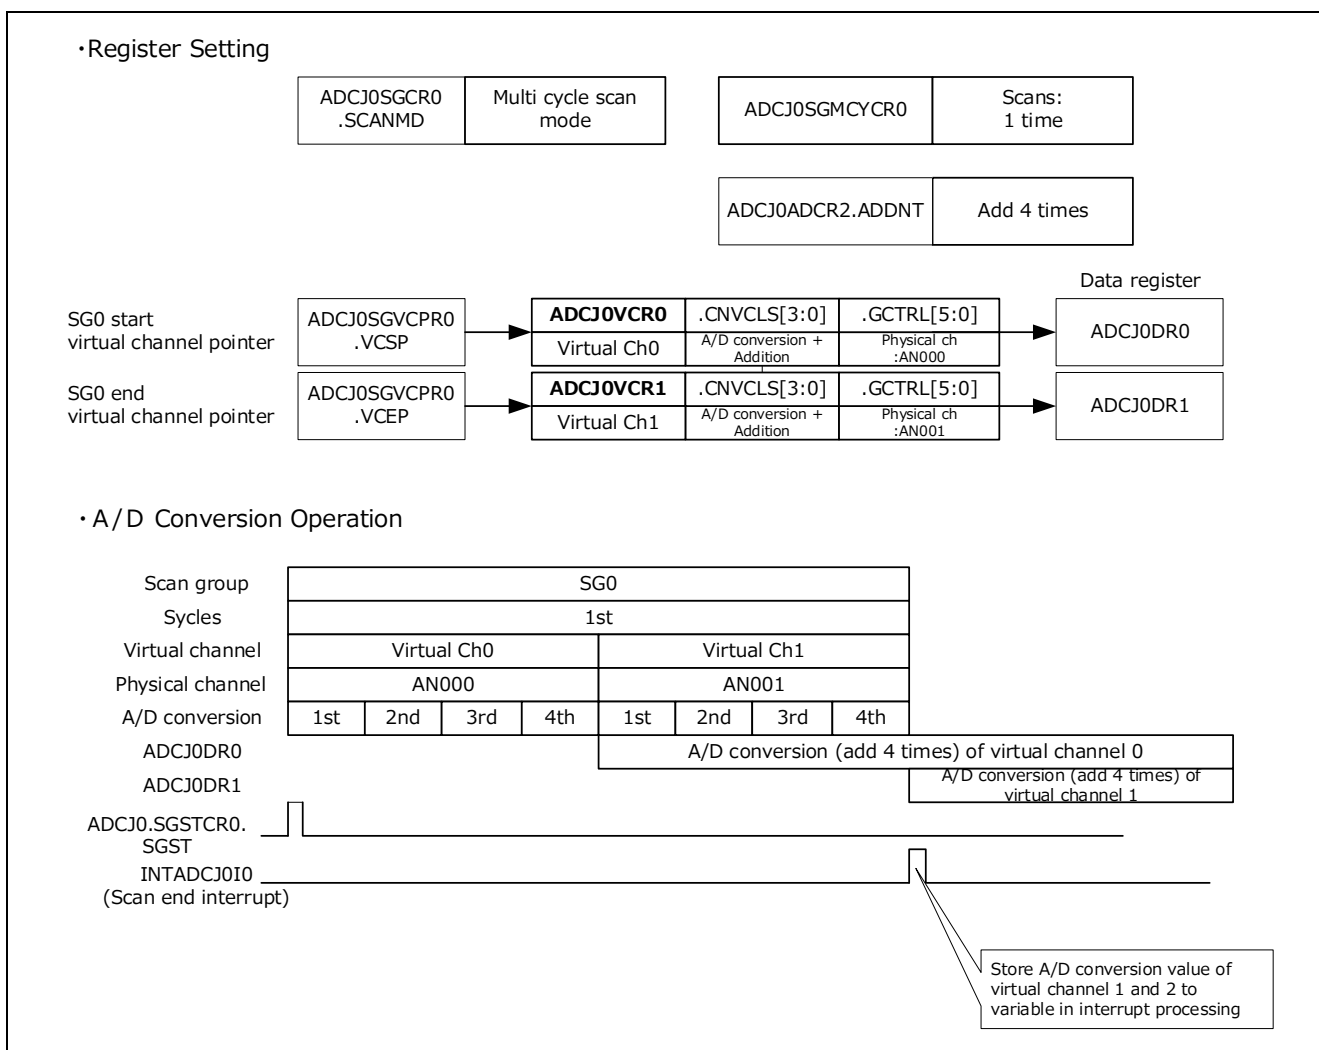 ・Register Setting
ADCJ0SGCR0
.SCANMD
Multi cycle scan
mode
ADCJ0SGMCYCR0
Scans:
1 time
ADCJ0ADCR2.ADDNT
Add 4 times
Data register
SG0 start
virtual channel pointer
ADCJ0SGVCPR0
.VCSP
ADCJ0VCR0
.CNVCLS[3:0]
.GCTRL[5:0]
Virtual Ch0
A/D conversion +
Addition
Physical ch
:AN000
ADCJ0DR0
SG0 end
virtual channel pointer
ADCJ0SGVCPR0
.VCEP
ADCJ0VCR1
.CNVCLS[3:0]
.GCTRL[5:0]
Virtual Ch1
A/D conversion +
Addition
Physical ch
:AN001
ADCJ0DR1
・A/D Conversion Operation
Scan group
SG0
Sycles
1st
Virtual channel
Virtual Ch0
Virtual Ch1
Physical channel
AN000
AN001
A/D conversion
1st
2nd
3rd
4th
1st
2nd
3rd
4th
ADCJ0DR0
A/D conversion (add 4 times) of virtual channel 0
ADCJ0DR1
A/D conversion (add 4 times) of
virtual channel 1
ADCJ0.SGSTCR0.
SGST
INTADCJ0I0
(Scan end interrupt)
Store A/D conversion value of
virtual channel 1 and 2 to
variable in interrupt processing